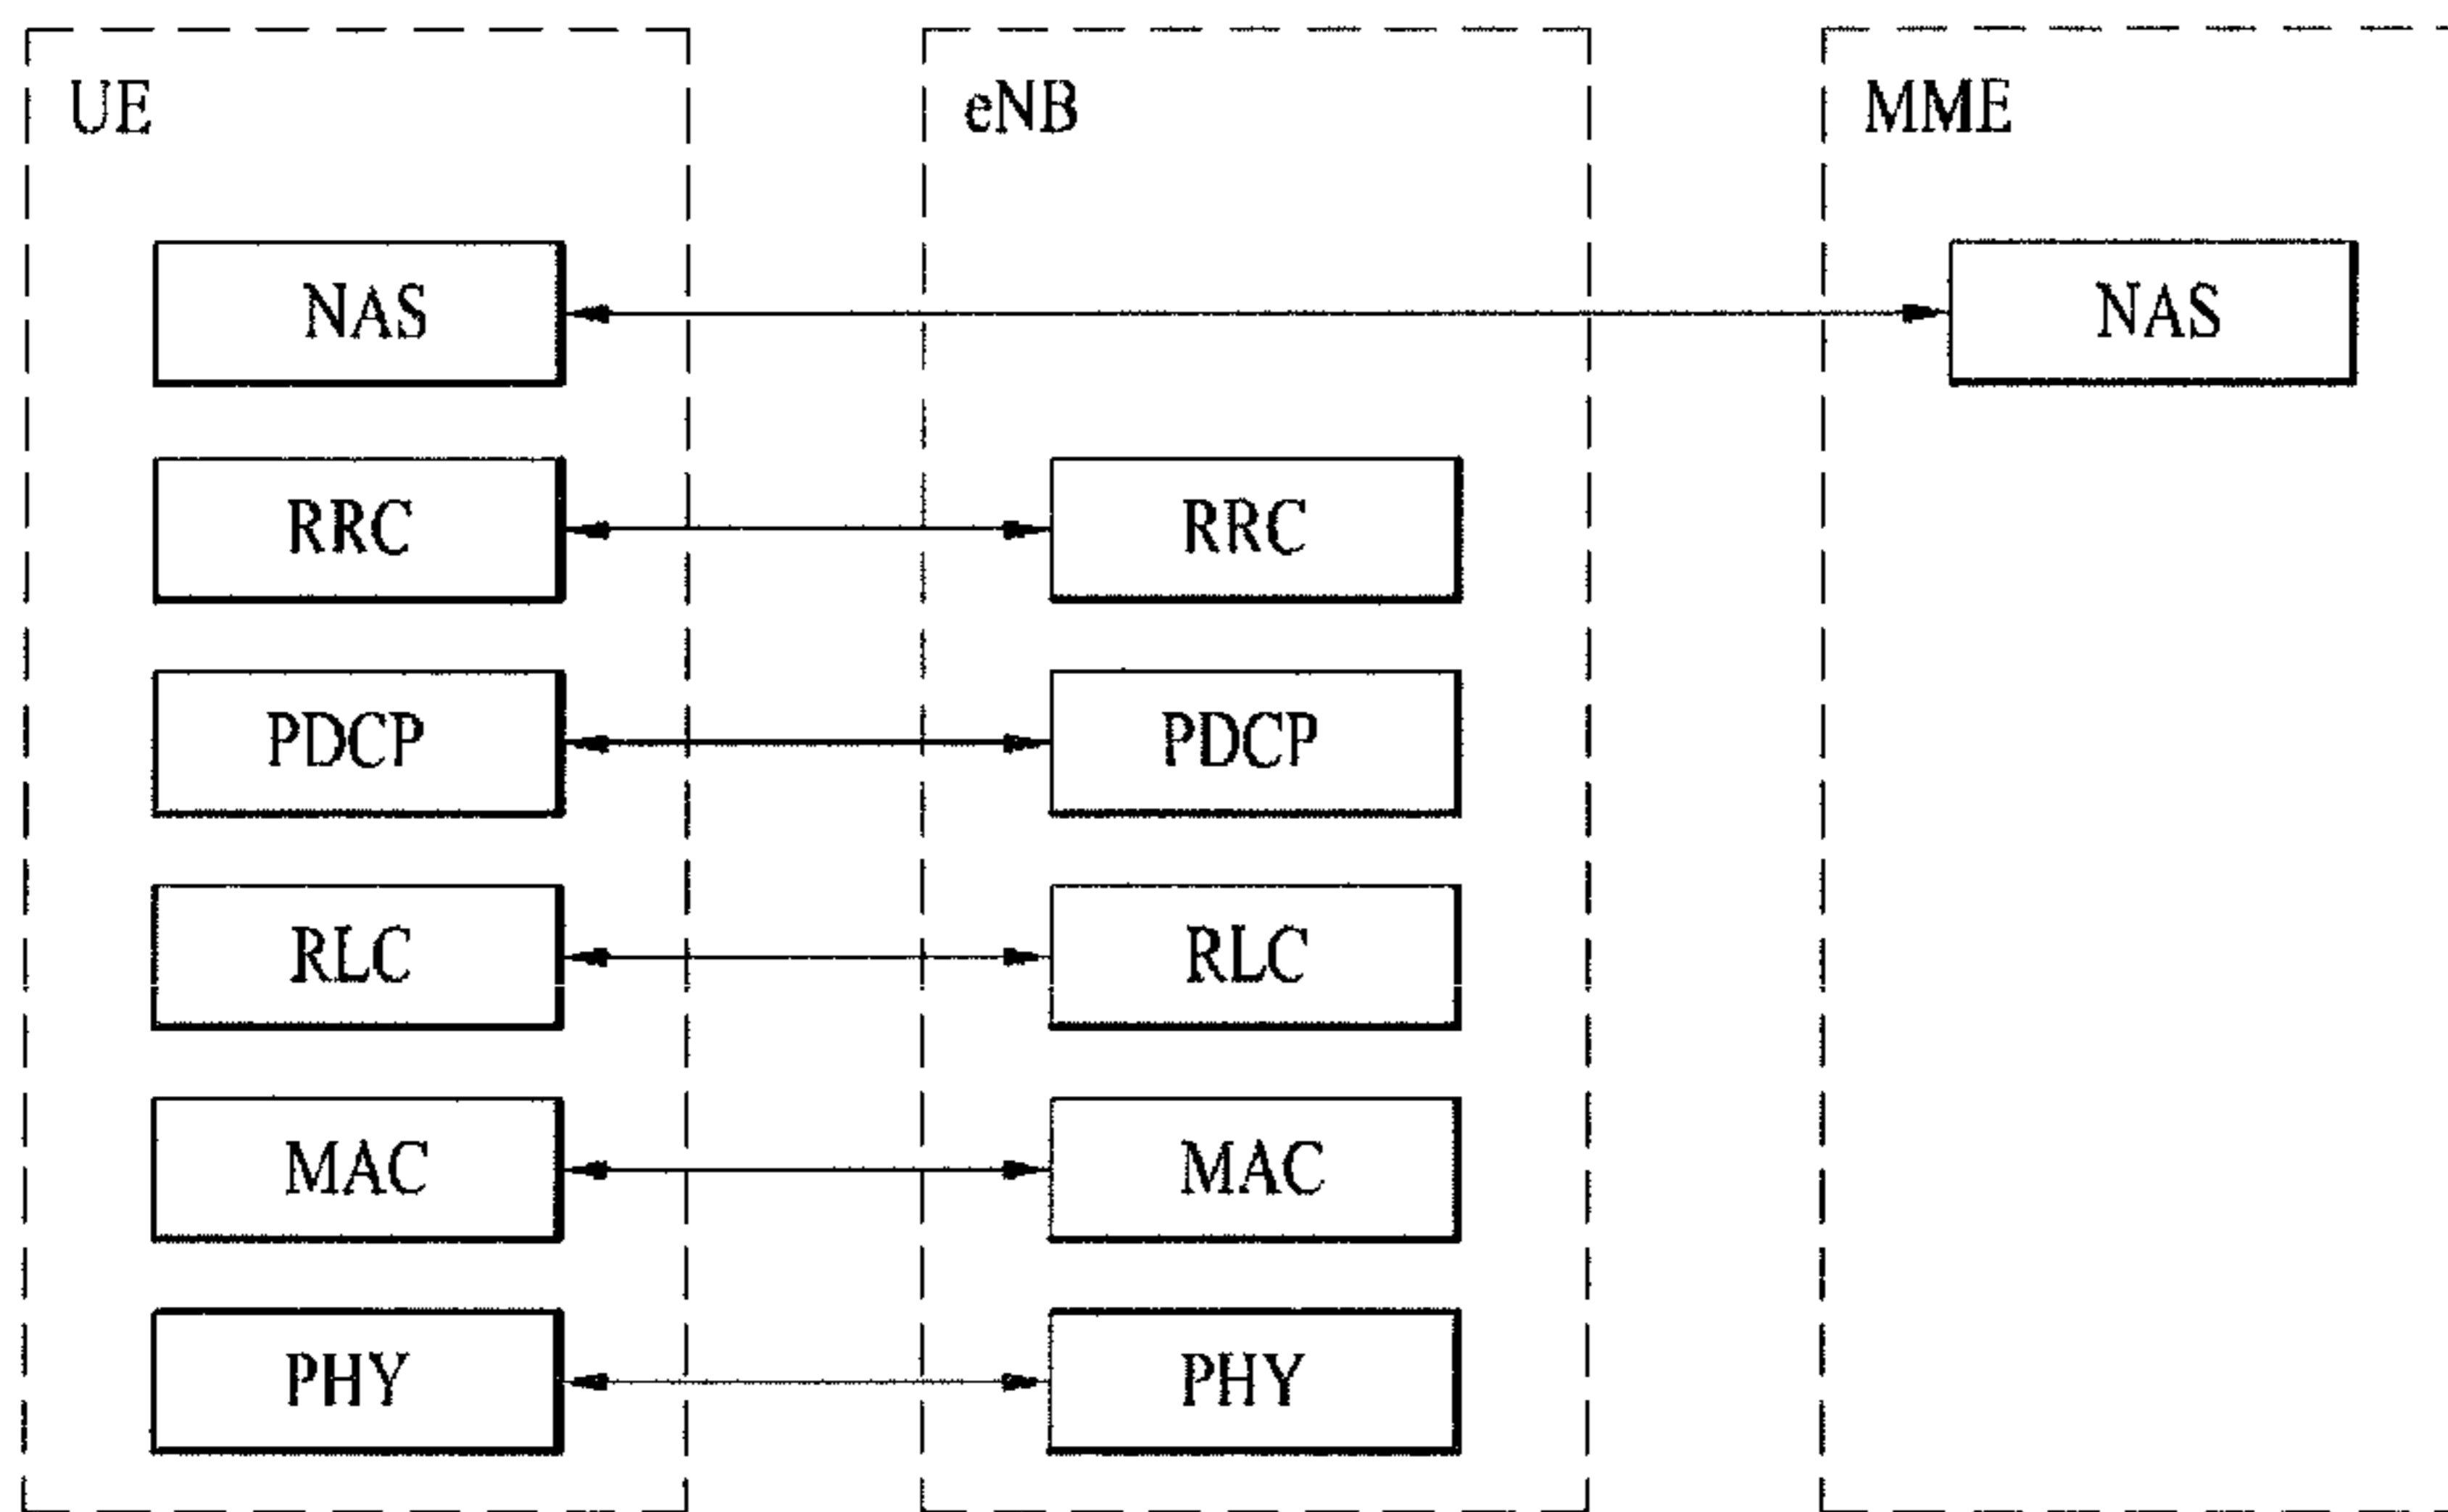 UE eNB MME
NAS NAS
RRC RRC
PDCP PDCP
RLC RLC
MAC MAC
PHY PHY